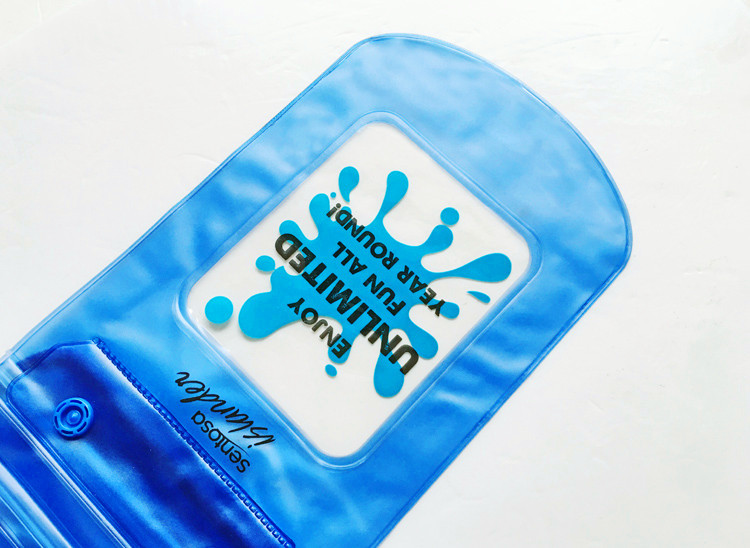 ENJOY
UNLIMITED
FUN ALL
YEAR ROUND!
sentosa
islander